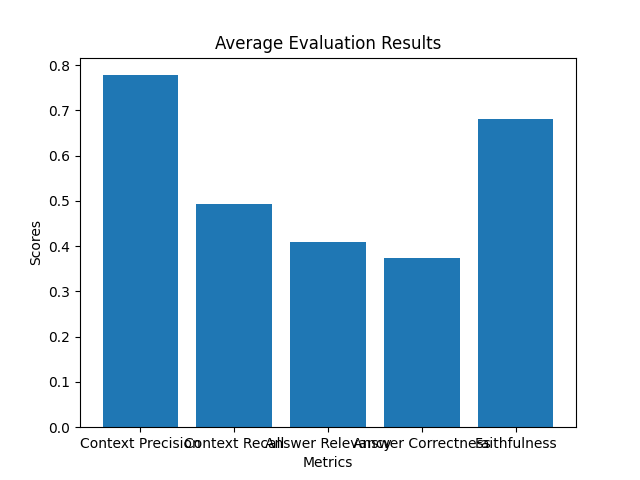 Average Evaluation Results
Scores
0.8
0.7
0.6
0.5
0.4
0.3
0.2
0.1
0.0
Context Precision Context Recall Answer Relevancy Answer Correctness Faithfulness
Metrics